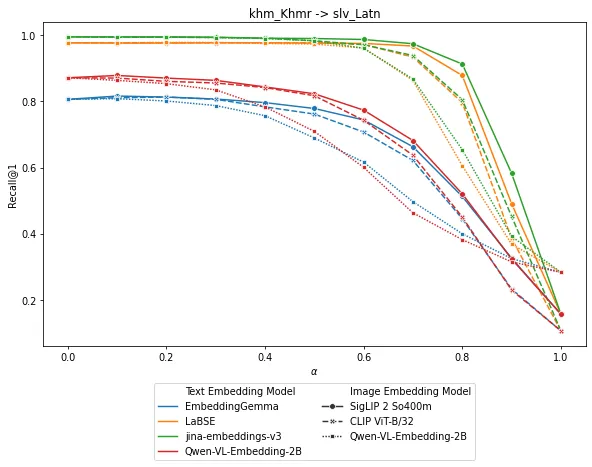 khm_Khmr -> slv_Latn
Recall@1
1.0
0.8
0.6
0.4
0.2
0.0 0.2 0.4 0.6 0.8 1.0
α
Text Embedding Model
EmbeddingGemma
LaBSE
jina-embeddings-v3
Qwen-VL-Embedding-2B
Image Embedding Model
SigLIP 2 So400m
CLIP ViT-B/32
Qwen-VL-Embedding-2B